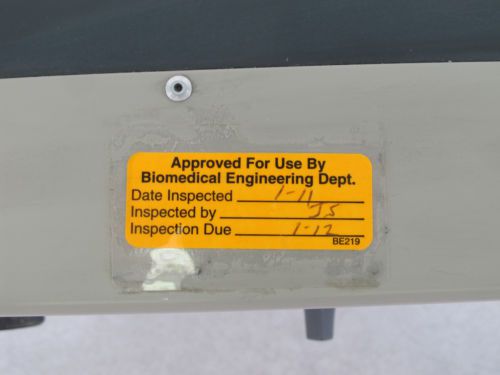 Approved For Use By
Biomedical Engineering Dept.
Date Inspected 1-11
Inspected by JS
Inspection Due 1-12
BE219